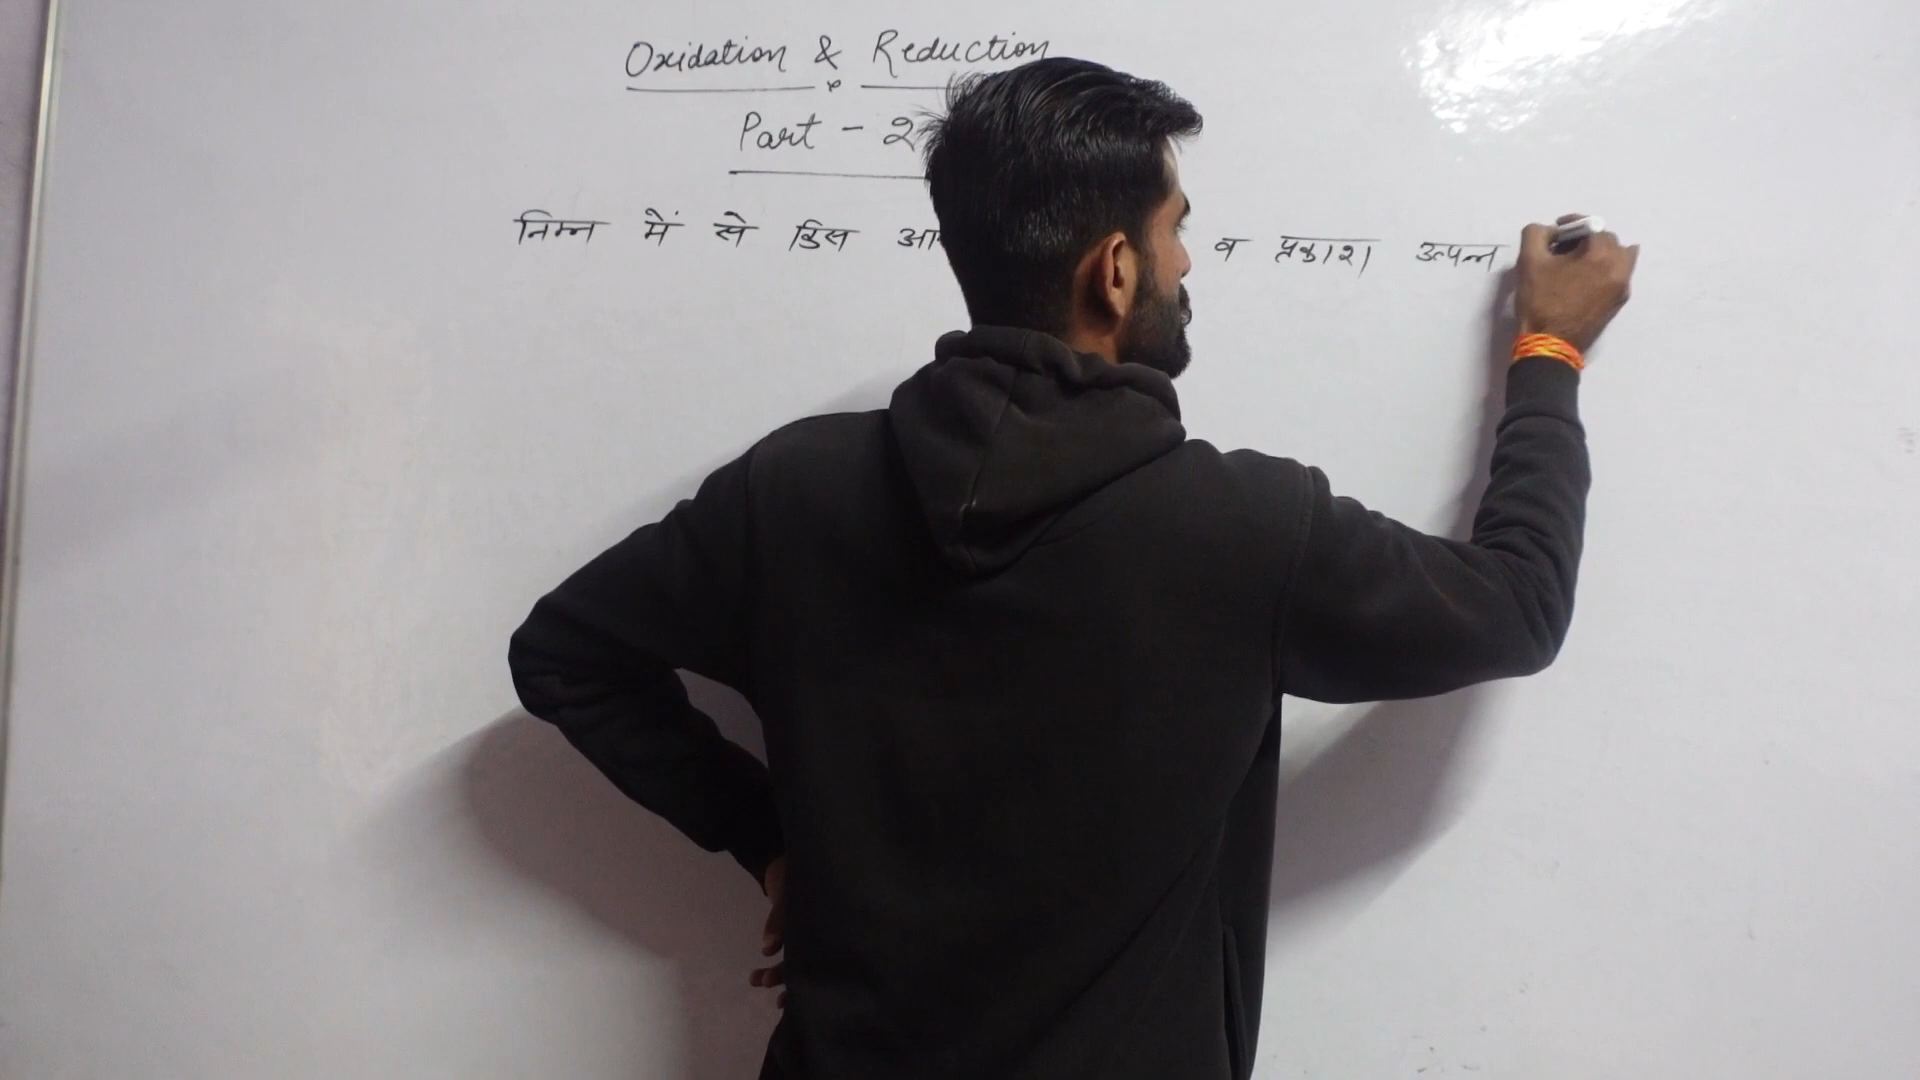 Oxidation & Reduction
Part - 2
निम्न में से किस व प्रकाश उत्पन्न